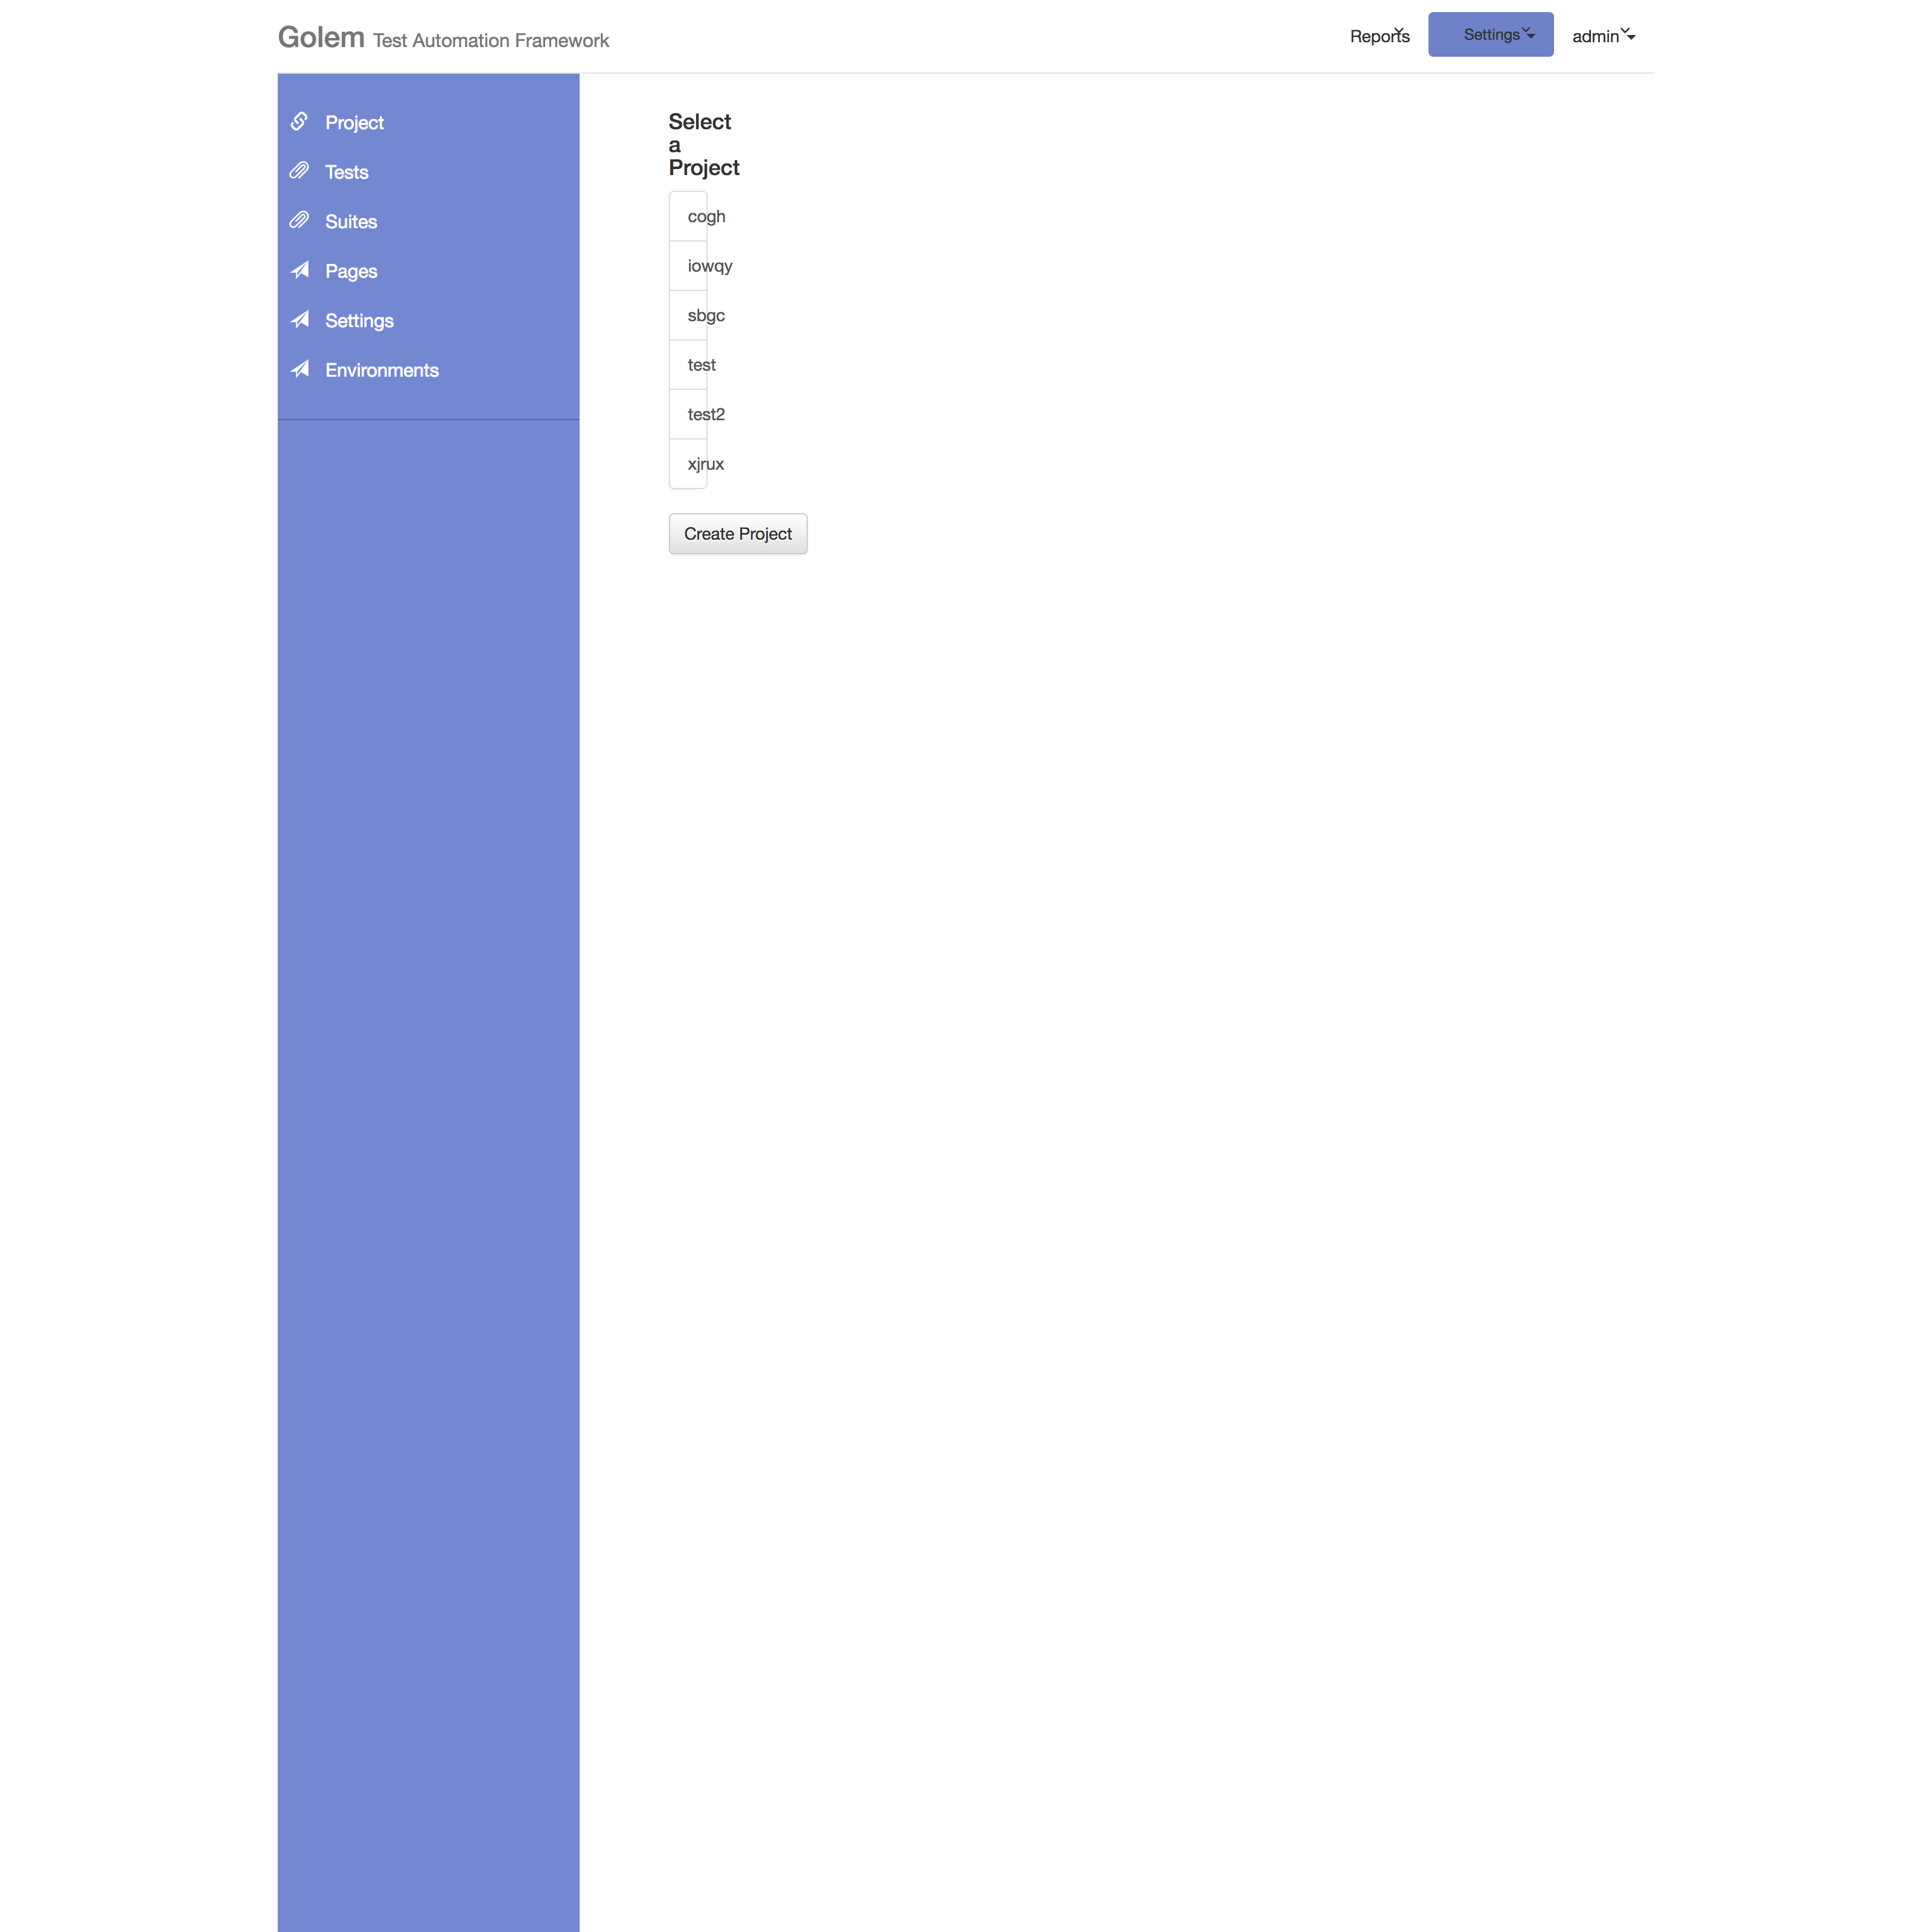 Golem Test Automation Framework
Reports
Settings
admin
Project
Tests
Suites
Pages
Settings
Environments
Select
a
Project
cogh
iowqy
sbgc
test
test2
xjrux
Create Project